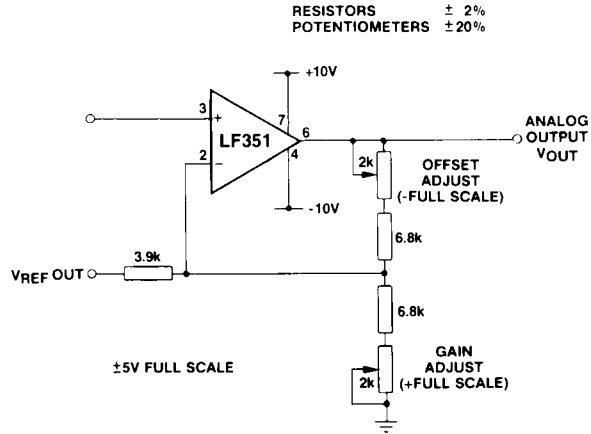 RESISTORS ± 2%
POTENTIOMETERS ±20%
+10V
3
+
7
LF351
6
2
−
4
-10V
ANALOG
OUTPUT
VOUT
2k
OFFSET
ADJUST
(-FULL SCALE)
6.8k
3.9k
VREF OUT
6.8k
±5V FULL SCALE
GAIN
ADJUST
(+FULL SCALE)
2k